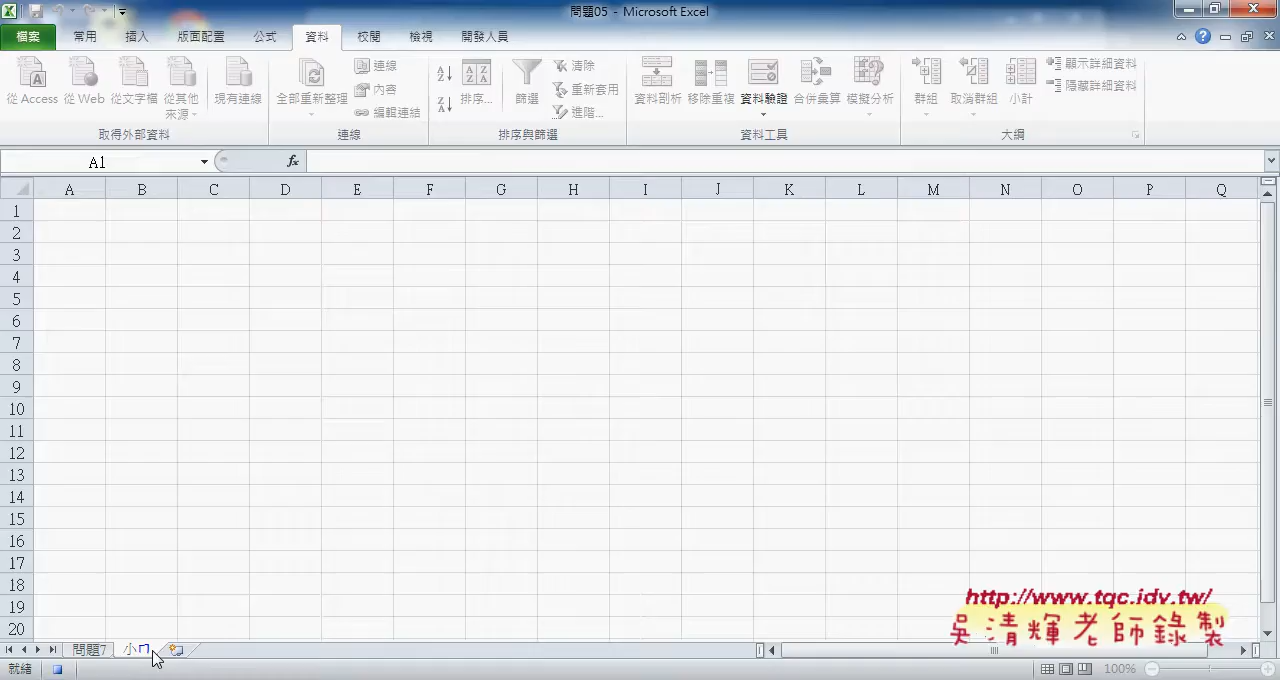 問題05 - Microsoft Excel
檔案 常用 插入 版面配置 公式 資料 校閱 檢視 開發人員
從 Access 從 Web 從文字檔 從其他來源 現有連線 全部重新整理 連線 內容 編輯連結 排序... 篩選 清除 重新套用 進階... 資料剖析 移除重複 資料驗證 合併彙算 模擬分析 群組 取消群組 小計 顯示詳細資料 隱藏詳細資料
取得外部資料 連線 排序與篩選 資料工具 大綱
A1 fx
A B C D E F G H I J K L M N O P Q
1
2
3
4
5
6
7
8
9
10
11
12
13
14
15
16
17
18
19
20
http://www.tqc.idv.tw/
吳清輝老師錄製
問題7 小ㄇ
就緒 100%